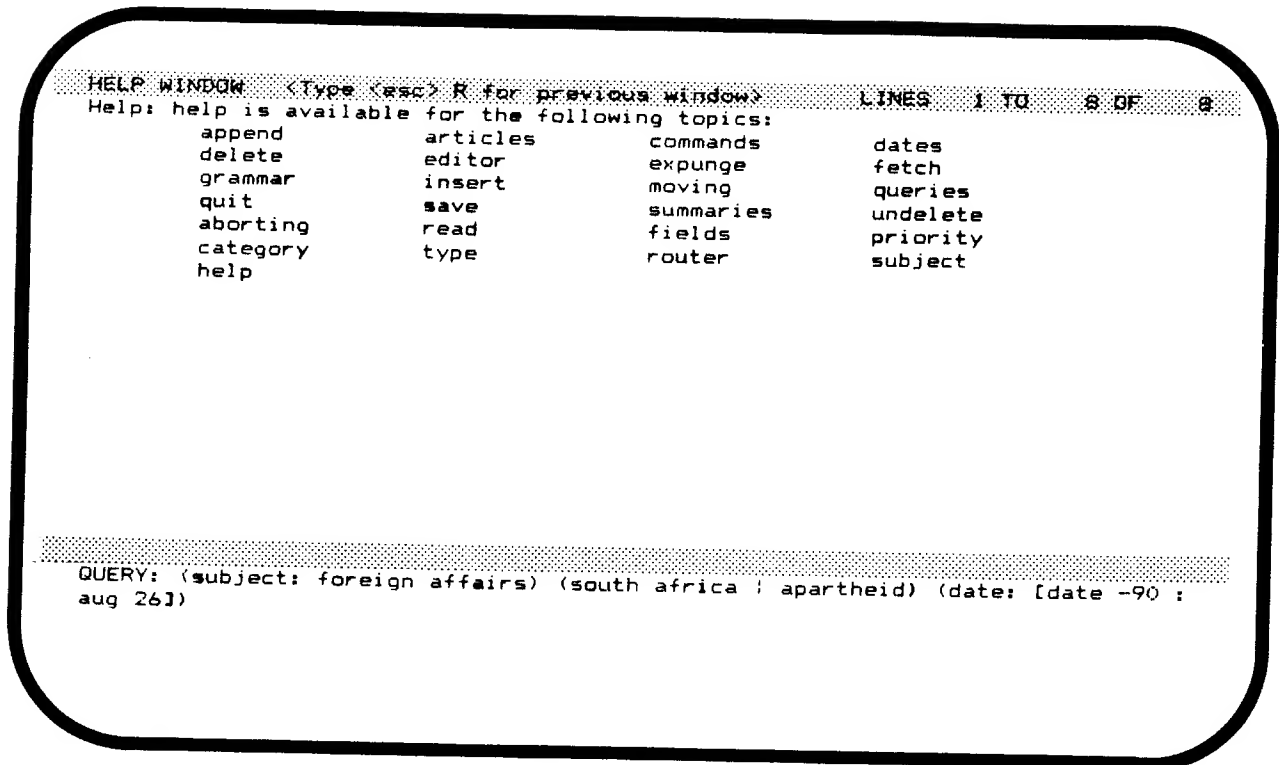 HELP WINDOW <Type <esc> R for previous window> LINES 1 TO 8 OF 8
Help: help is available for the following topics:
append articles commands dates
delete editor expunge fetch
grammar insert moving queries
quit save summaries undelete
aborting read fields priority
category type router subject
help
QUERY: (subject: foreign affairs) (south africa ¦ apartheid) (date: [date -90 :
aug 26])